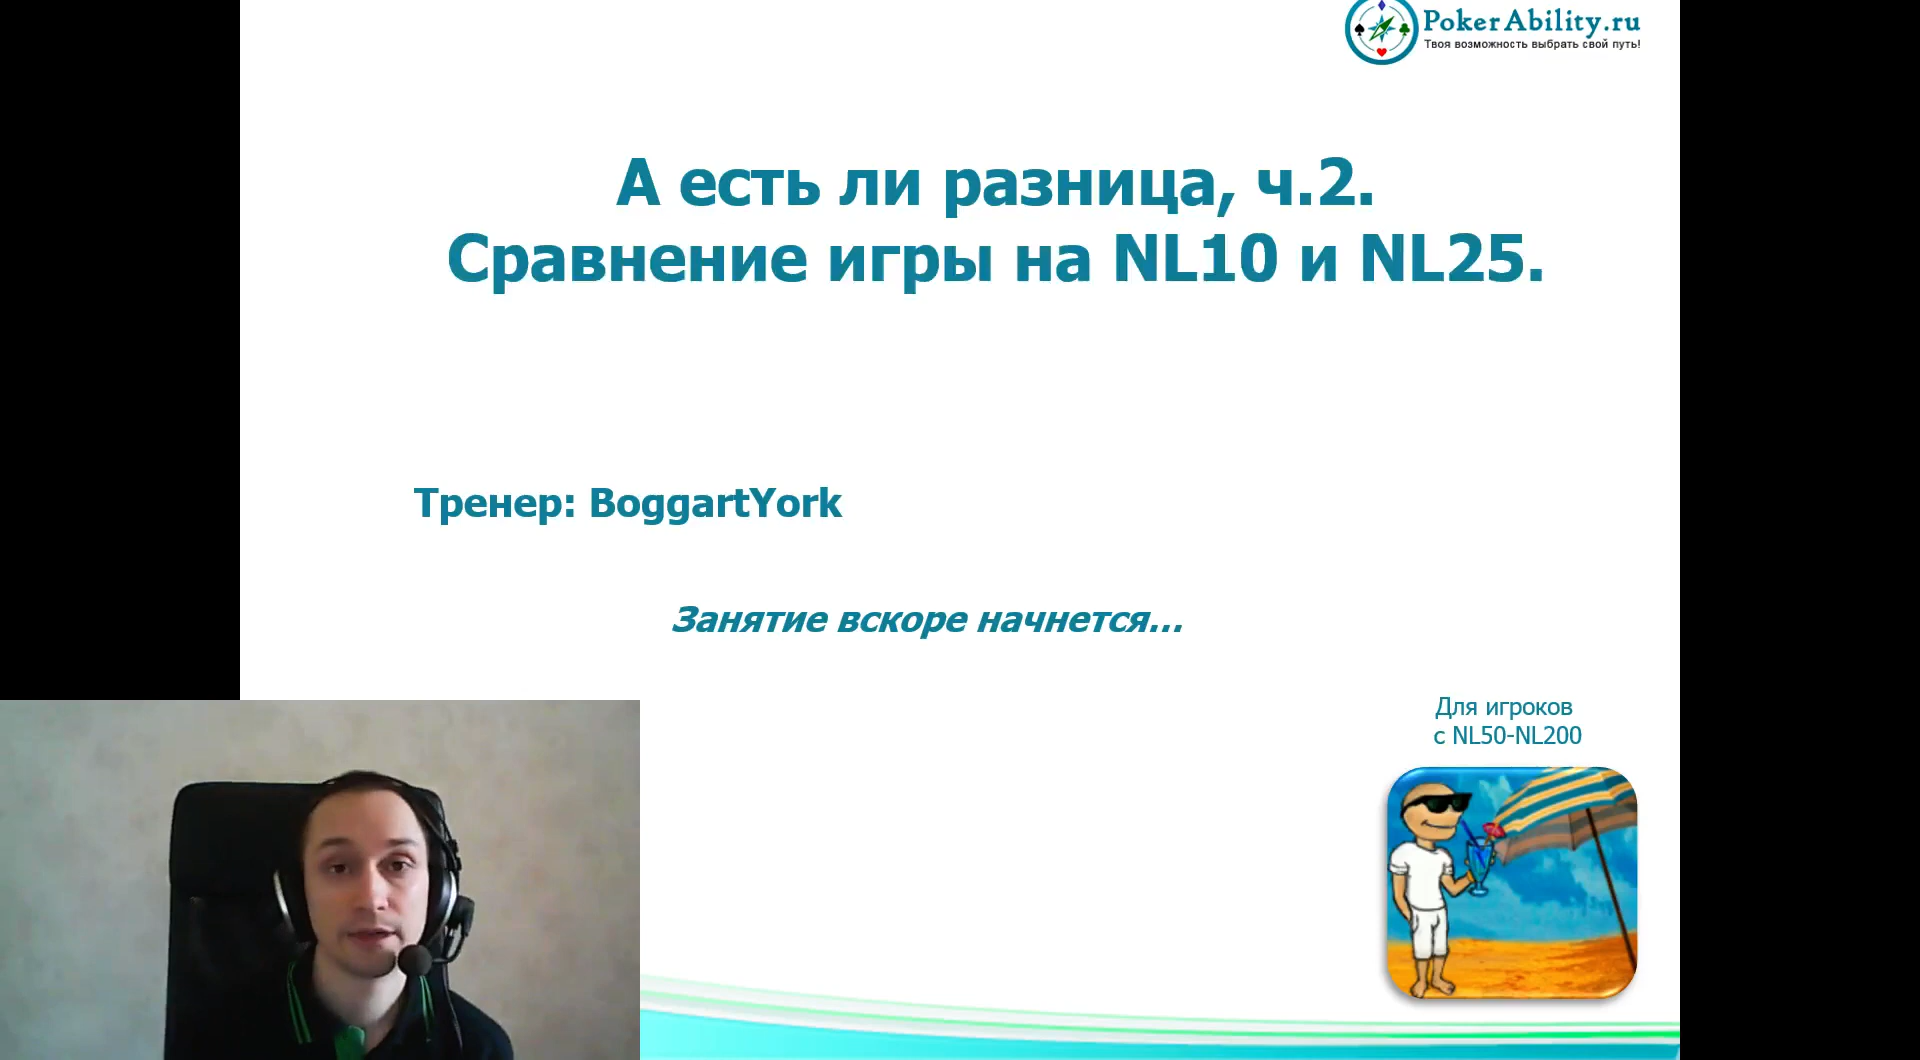 PokerAbility.ru
Твоя возможность выбрать свой путь!
А есть ли разница, ч.2.
Сравнение игры на NL10 и NL25.
Тренер: BoggartYork
Занятие вскоре начнется...
Для игроков
с NL50-NL200